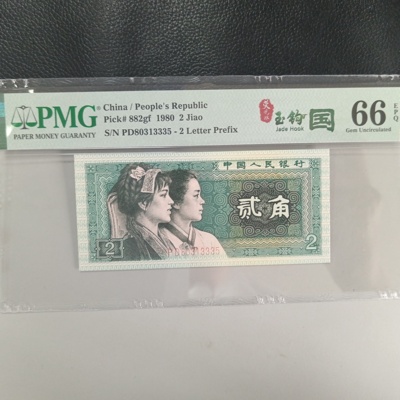 PMG
PAPER MONEY GUARANTY
China / People's Republic
Pick# 882gf 1980 2 Jiao
S/N PD80313335 - 2 Letter Prefix
玉钩国
Jade Hook
66 EPQ
Gem Uncirculated
中国人民银行
贰角
2
PD80313335
2